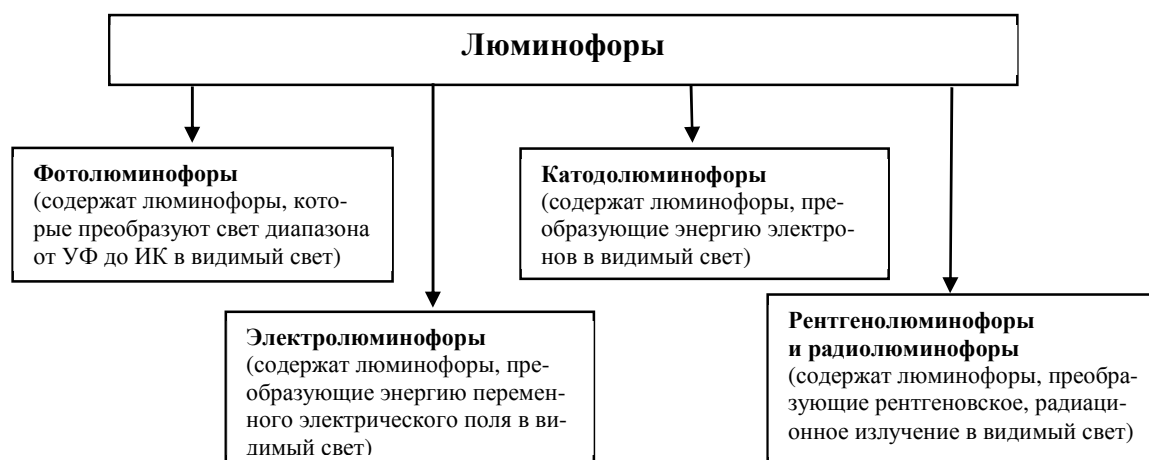 Люминофоры
Фотолюминофоры
(содержат люминофоры, кото-
рые преобразуют свет диапазона
от УФ до ИК в видимый свет)
Катодолюминофоры
(содержат люминофоры, пре-
образующие энергию электро-
нов в видимый свет)
Электролюминофоры
(содержат люминофоры, пре-
образующие энергию перемен-
ного электрического поля в ви-
димый свет)
Рентгенолюминофоры
и радиолюминофоры
(содержат люминофоры, преобра-
зующие рентгеновское, радиаци-
онное излучение в видимый свет)